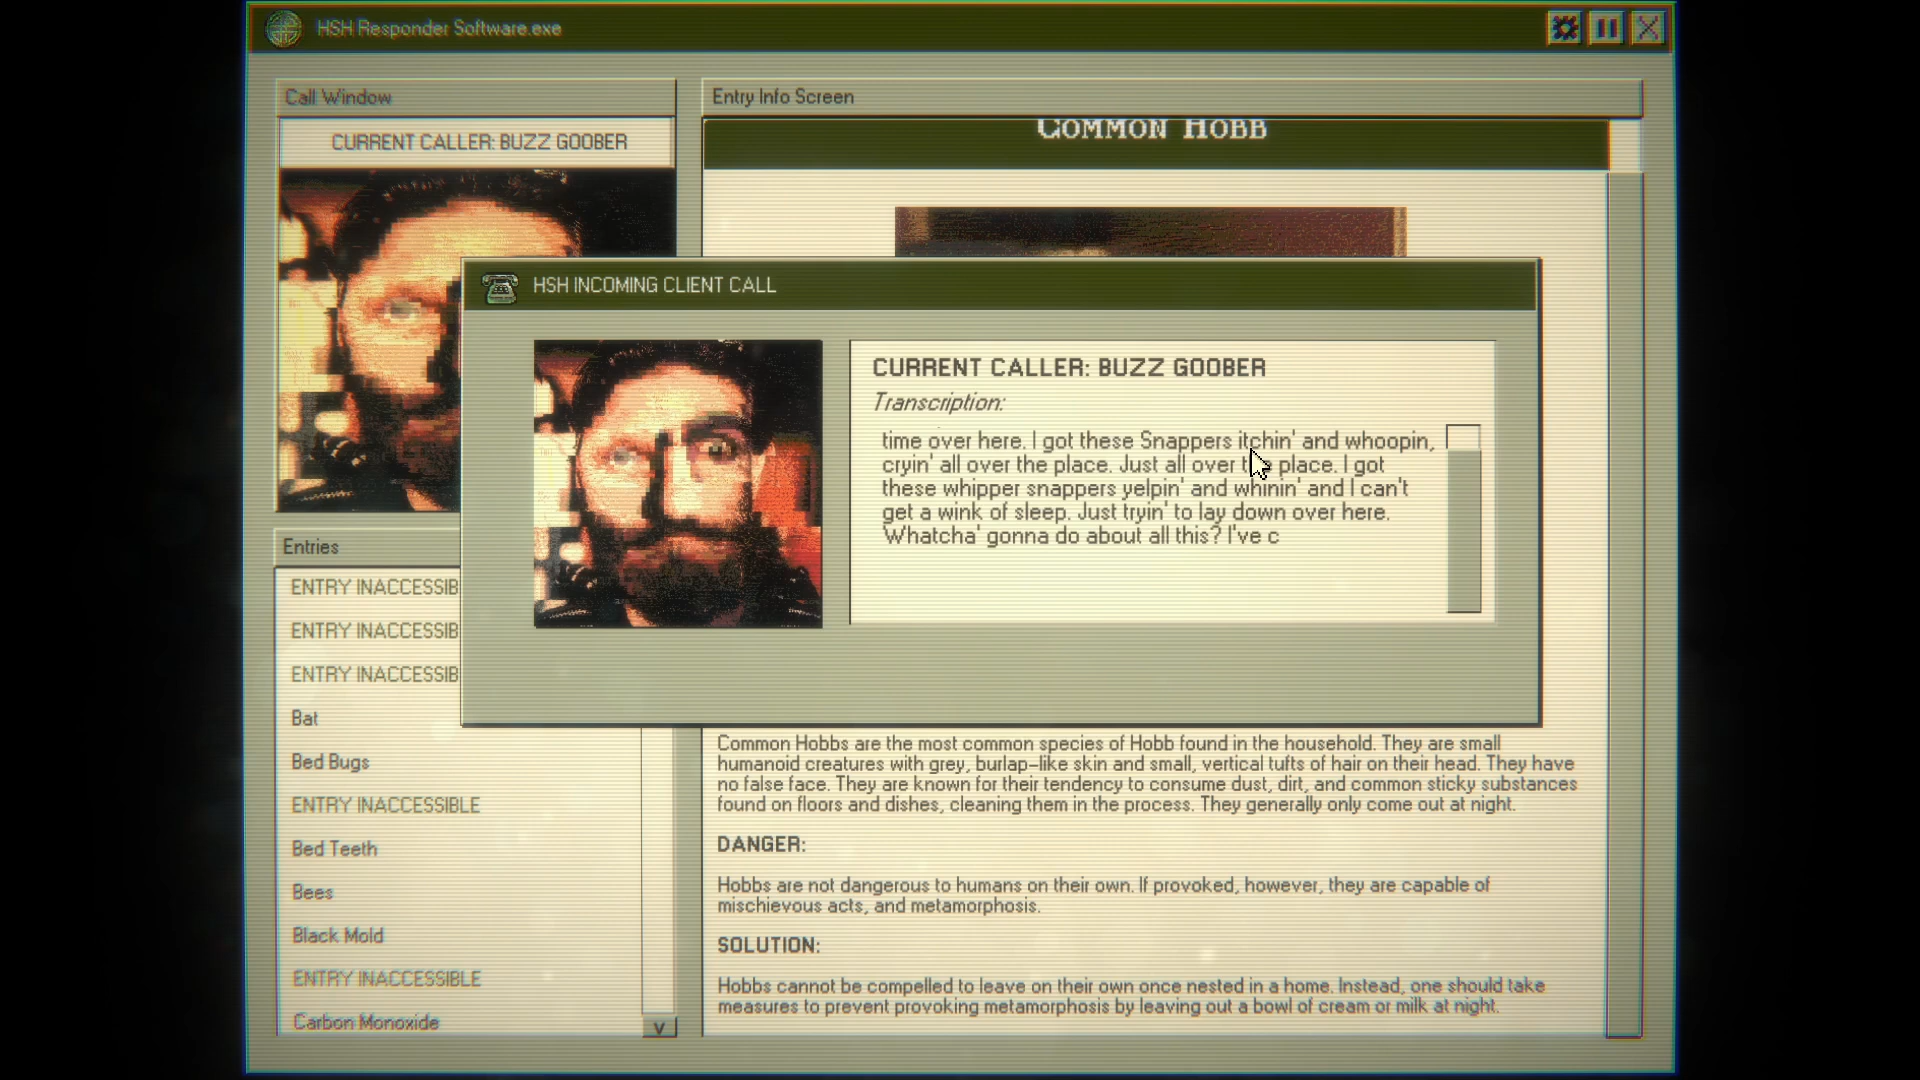 HSH Responder Software.exe
Call Window
CURRENT CALLER: BUZZ GOOBER
Entry Info Screen
COMMON HOBB
HSH INCOMING CLIENT CALL
CURRENT CALLER: BUZZ GOOBER
Transcription:
time over here. I got these Snappers itchin' and whoopin,
cryin' all over the place. Just all over the place. I got
these whipper snappers yelpin' and whinin' and I can't
get a wink of sleep. Just tryin' to lay down over here.
Whatcha' gonna do about all this? I've c
Entries
ENTRY INACCESSIB
ENTRY INACCESSIB
ENTRY INACCESSIB
Bat
Bed Bugs
ENTRY INACCESSIBLE
Bed Teeth
Bees
Black Mold
ENTRY INACCESSIBLE
Carbon Monoxide
Common Hobbs are the most common species of Hobb found in the household. They are small
humanoid creatures with grey, burlap-like skin and small, vertical tufts of hair on their head. They have
no false face. They are known for their tendency to consume dust, dirt, and common sticky substances
found on floors and dishes, cleaning them in the process. They generally only come out at night.
DANGER:
Hobbs are not dangerous to humans on their own. If provoked, however, they are capable of
mischievous acts, and metamorphosis.
SOLUTION:
Hobbs cannot be compelled to leave on their own once nested in a home. Instead, one should take
measures to prevent provoking metamorphosis by leaving out a bowl of cream or milk at night.